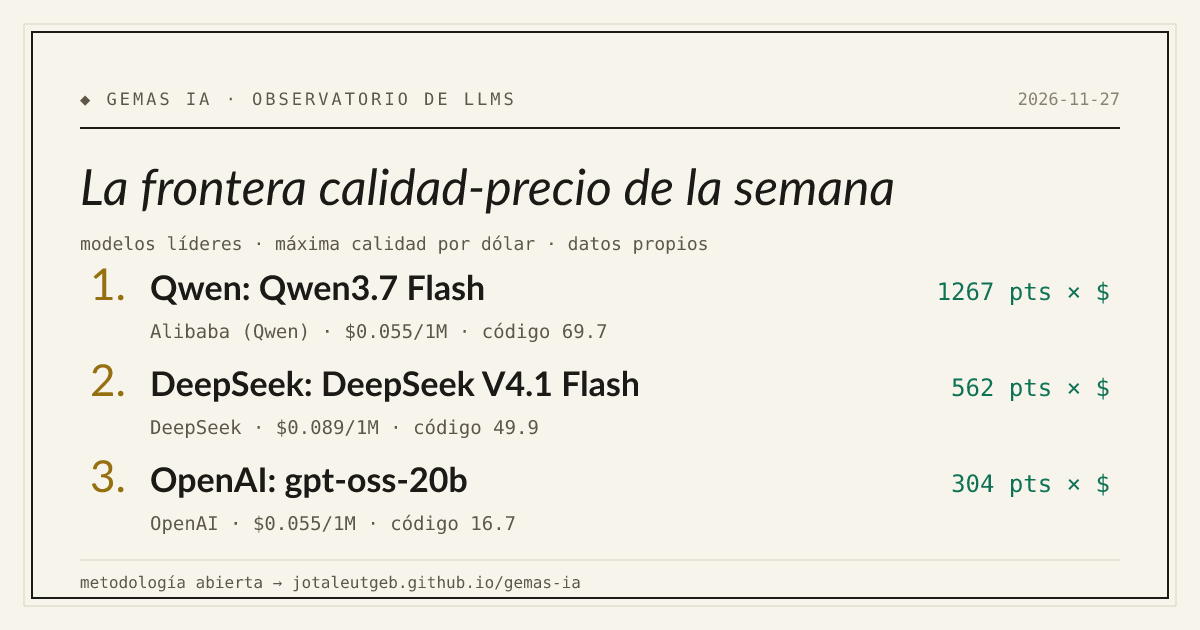 ◆ GEMAS IA · OBSERVATORIO DE LLMS 2026-11-27
La frontera calidad-precio de la semana
modelos líderes · máxima calidad por dólar · datos propios
1. Qwen: Qwen3.7 Flash 1267 pts × $
Alibaba (Qwen) · $0.055/1M · código 69.7
2. DeepSeek: DeepSeek V4.1 Flash 562 pts × $
DeepSeek · $0.089/1M · código 49.9
3. OpenAI: gpt-oss-20b 304 pts × $
OpenAI · $0.055/1M · código 16.7
metodología abierta → jotaleutgeb.github.io/gemas-ia